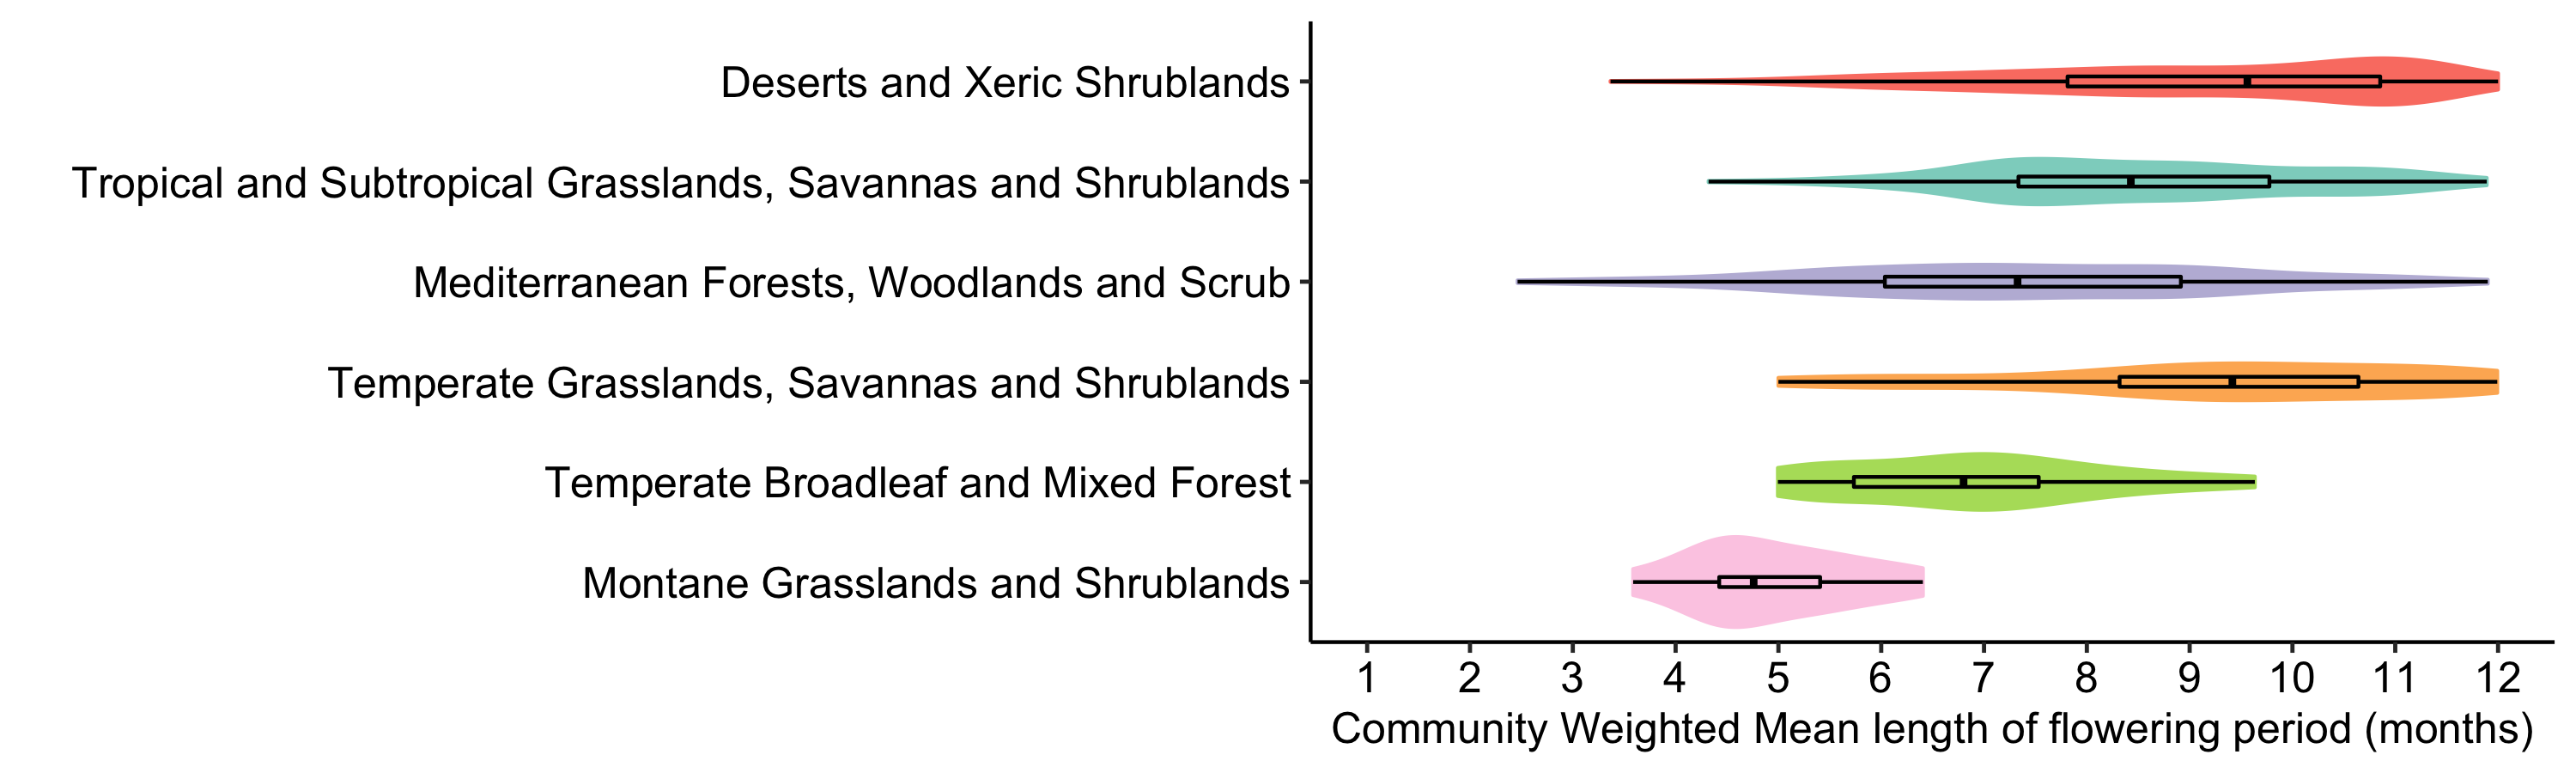 Deserts and Xeric Shrublands
Tropical and Subtropical Grasslands, Savannas and Shrublands
Mediterranean Forests, Woodlands and Scrub
Temperate Grasslands, Savannas and Shrublands
Temperate Broadleaf and Mixed Forest
Montane Grasslands and Shrublands
1 2 3 4 5 6 7 8 9 10 11 12
Community Weighted Mean length of flowering period (months)